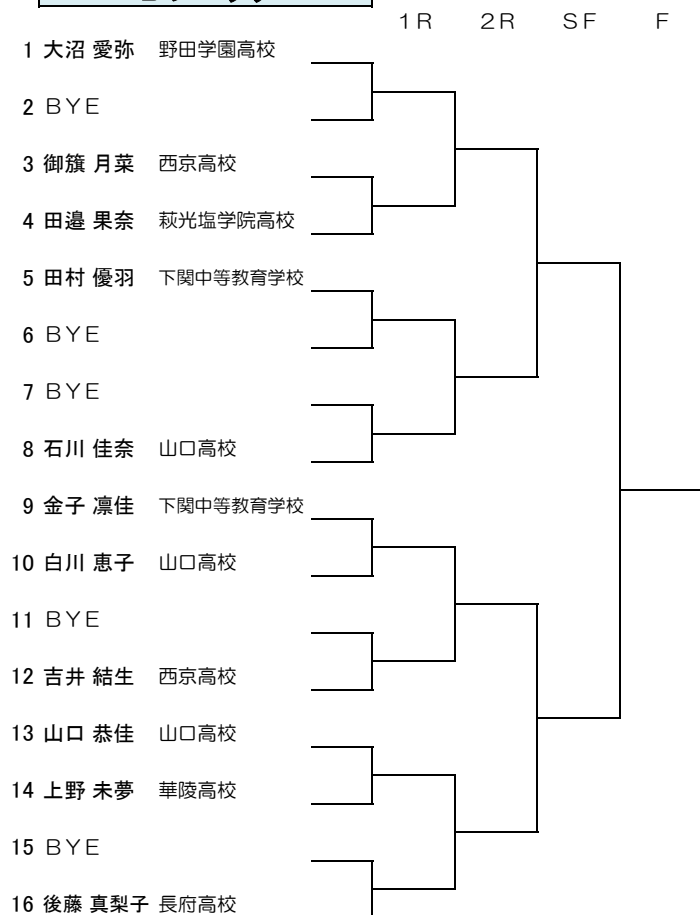 1R 2R SF F
1 大沼 愛弥 野田学園高校
2 BYE
3 御簱 月菜 西京高校
4 田邉 果奈 萩光塩学院高校
5 田村 優羽 下関中等教育学校
6 BYE
7 BYE
8 石川 佳奈 山口高校
9 金子 凛佳 下関中等教育学校
10 白川 恵子 山口高校
11 BYE
12 吉井 結生 西京高校
13 山口 恭佳 山口高校
14 上野 未夢 華陵高校
15 BYE
16 後藤 真梨子 長府高校